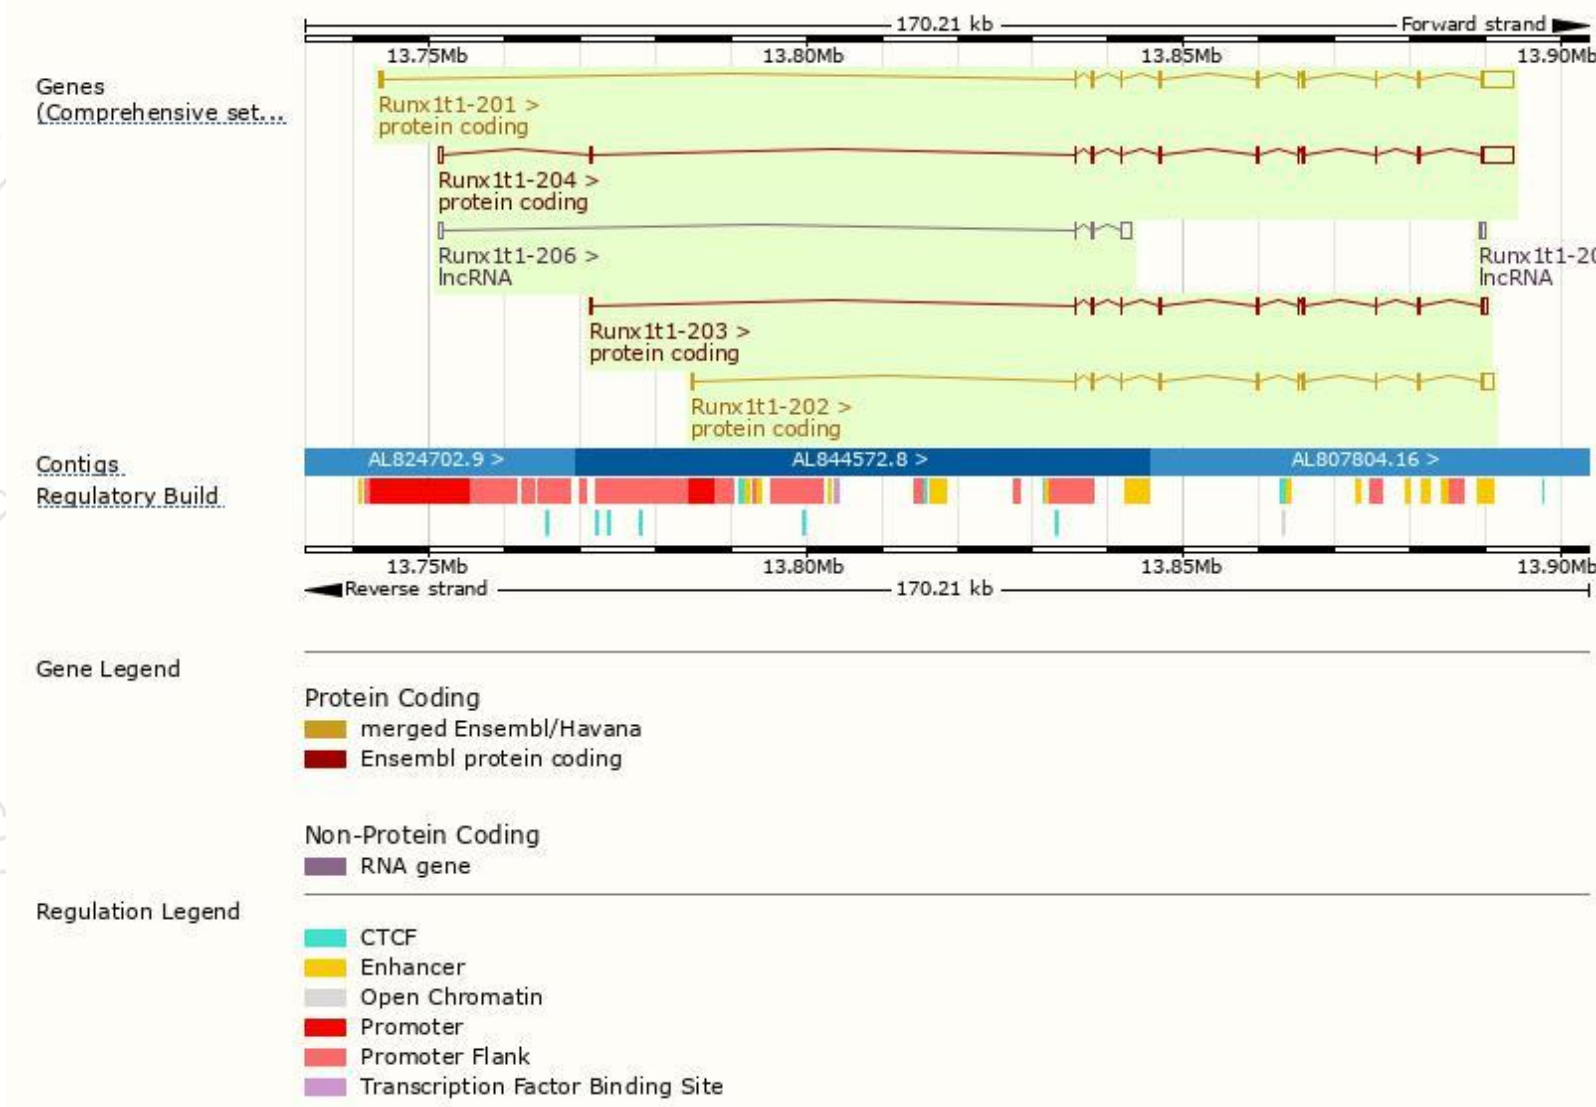 170.21 kb Forward strand
13.75Mb 13.80Mb 13.85Mb 13.90Mb
Genes
(Comprehensive set...
Runx1t1-201 >
protein coding
Runx1t1-204 >
protein coding
Runx1t1-206 >
lncRNA
Runx1t1-20
lncRNA
Runx1t1-203 >
protein coding
Runx1t1-202 >
protein coding
Contigs AL824702.9 > AL844572.8 > AL807804.16 >
Regulatory Build
13.75Mb 13.80Mb 13.85Mb 13.90Mb
Reverse strand 170.21 kb
Gene Legend
Protein Coding
merged Ensembl/Havana
Ensembl protein coding
Non-Protein Coding
RNA gene
Regulation Legend
CTCF
Enhancer
Open Chromatin
Promoter
Promoter Flank
Transcription Factor Binding Site